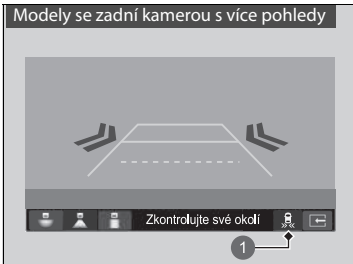 Modely se zadní kamerou s více pohledy
Zkontrolujte své okolí
1